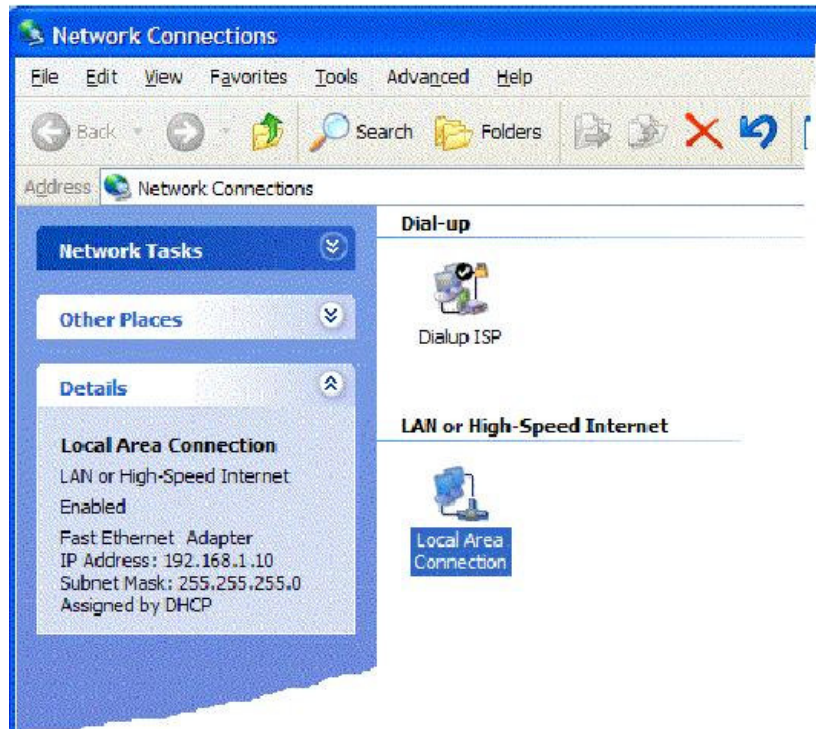 Network Connections
File Edit View Favorites Tools Advanced Help
Back Search Folders
Address Network Connections
Network Tasks
Other Places
Details
Local Area Connection
LAN or High-Speed Internet
Enabled
Fast Ethernet Adapter
IP Address: 192.168.1.10
Subnet Mask: 255.255.255.0
Assigned by DHCP
Dial-up
Dialup ISP
LAN or High-Speed Internet
Local Area
Connection